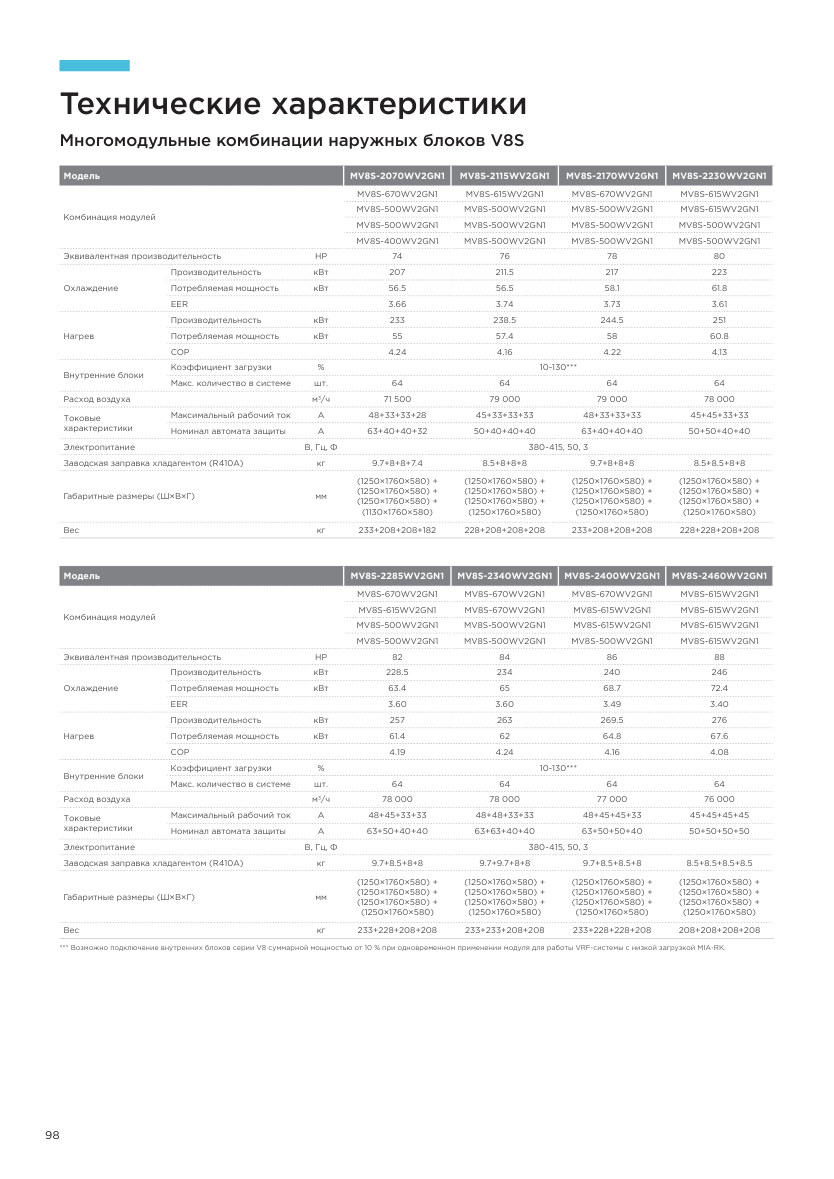 Технические характеристики
Многомодульные комбинации наружных блоков V8S
Модель MV8S-2070WV2GN1 MV8S-2115WV2GN1 MV8S-2170WV2GN1 MV8S-2230WV2GN1
Комбинация модулей MV8S-670WV2GN1 MV8S-615WV2GN1 MV8S-670WV2GN1 MV8S-615WV2GN1
MV8S-500WV2GN1 MV8S-500WV2GN1 MV8S-500WV2GN1 MV8S-615WV2GN1
MV8S-500WV2GN1 MV8S-500WV2GN1 MV8S-500WV2GN1 MV8S-500WV2GN1
MV8S-400WV2GN1 MV8S-500WV2GN1 MV8S-500WV2GN1 MV8S-500WV2GN1
Эквивалентная производительность HP 74 76 78 80
Охлаждение Производительность кВт 207 211.5 217 223
Потребляемая мощность кВт 56.5 56.5 58.1 61.8
EER 3.66 3.74 3.73 3.61
Нагрев Производительность кВт 233 238.5 244.5 251
Потребляемая мощность кВт 55 57.4 58 60.8
COP 4.24 4.16 4.22 4.13
Внутренние блоки Коэффициент загрузки % 10-130***
Макс. количество в системе шт. 64 64 64 64
Расход воздуха м³/ч 71 500 79 000 79 000 78 000
Токовые характеристики Максимальный рабочий ток А 48+33+33+28 45+33+33+33 48+33+33+33 45+45+33+33
Номинал автомата защиты А 63+40+40+32 50+40+40+40 63+40+40+40 50+50+40+40
Электропитание В, Гц, Ф 380-415, 50, 3
Заводская заправка хладагентом (R410A) кг 9.7+8+8+7.4 8.5+8+8+8 9.7+8+8+8 8.5+8.5+8+8
Габаритные размеры (Ш×В×Г) мм (1250×1760×580) + (1250×1760×580) + (1250×1760×580) + (1250×1760×580) +
(1250×1760×580) + (1250×1760×580) + (1250×1760×580) + (1250×1760×580) +
(1250×1760×580) + (1250×1760×580) + (1250×1760×580) + (1250×1760×580) +
(1130×1760×580) (1250×1760×580) (1250×1760×580) (1250×1760×580)
Вес кг 233+208+208+182 228+208+208+208 233+208+208+208 228+228+208+208
Модель MV8S-2285WV2GN1 MV8S-2340WV2GN1 MV8S-2400WV2GN1 MV8S-2460WV2GN1
Комбинация модулей MV8S-670WV2GN1 MV8S-670WV2GN1 MV8S-670WV2GN1 MV8S-615WV2GN1
MV8S-615WV2GN1 MV8S-670WV2GN1 MV8S-615WV2GN1 MV8S-615WV2GN1
MV8S-500WV2GN1 MV8S-500WV2GN1 MV8S-615WV2GN1 MV8S-615WV2GN1
MV8S-500WV2GN1 MV8S-500WV2GN1 MV8S-500WV2GN1 MV8S-615WV2GN1
Эквивалентная производительность HP 82 84 86 88
Охлаждение Производительность кВт 228.5 234 240 246
Потребляемая мощность кВт 63.4 65 68.7 72.4
EER 3.60 3.60 3.49 3.40
Нагрев Производительность кВт 257 263 269.5 276
Потребляемая мощность кВт 61.4 62 64.8 67.6
COP 4.19 4.24 4.16 4.08
Внутренние блоки Коэффициент загрузки % 10-130***
Макс. количество в системе шт. 64 64 64 64
Расход воздуха м³/ч 78 000 78 000 77 000 76 000
Токовые характеристики Максимальный рабочий ток А 48+45+33+33 48+48+33+33 48+45+45+33 45+45+45+45
Номинал автомата защиты А 63+50+40+40 63+63+40+40 63+50+50+40 50+50+50+50
Электропитание В, Гц, Ф 380-415, 50, 3
Заводская заправка хладагентом (R410A) кг 9.7+8.5+8+8 9.7+9.7+8+8 9.7+8.5+8.5+8 8.5+8.5+8.5+8.5
Габаритные размеры (Ш×В×Г) мм (1250×1760×580) + (1250×1760×580) + (1250×1760×580) + (1250×1760×580) +
(1250×1760×580) + (1250×1760×580) + (1250×1760×580) + (1250×1760×580) +
(1250×1760×580) + (1250×1760×580) + (1250×1760×580) + (1250×1760×580) +
(1250×1760×580) (1250×1760×580) (1250×1760×580) (1250×1760×580)
Вес кг 233+228+208+208 233+233+208+208 233+228+228+208 208+208+208+208
*** Возможно подключение внутренних блоков серии V8 суммарной мощностью от 10 % при одновременном применении модуля для работы VRF-системы с низкой загрузкой MIA-RK.
98